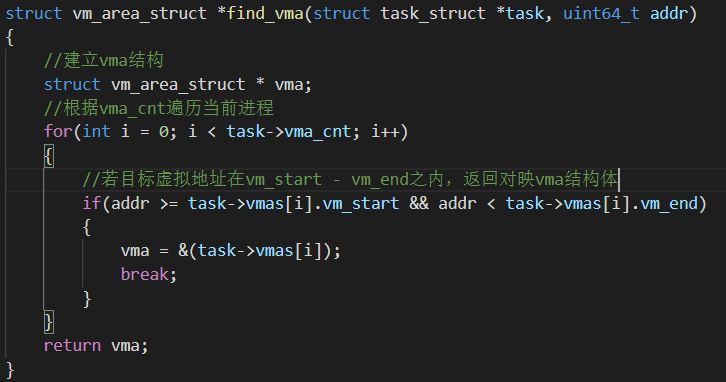 struct vm_area_struct *find_vma(struct task_struct *task, uint64_t addr)
{
    //建立vma结构
    struct vm_area_struct * vma;
    //根据vma_cnt遍历当前进程
    for(int i = 0; i < task->vma_cnt; i++)
    {
        //若目标虚拟地址在vm_start - vm_end之内，返回对映vma结构体
        if(addr >= task->vmas[i].vm_start && addr < task->vmas[i].vm_end)
        {
            vma = &(task->vmas[i]);
            break;
        }
    }
    return vma;
}